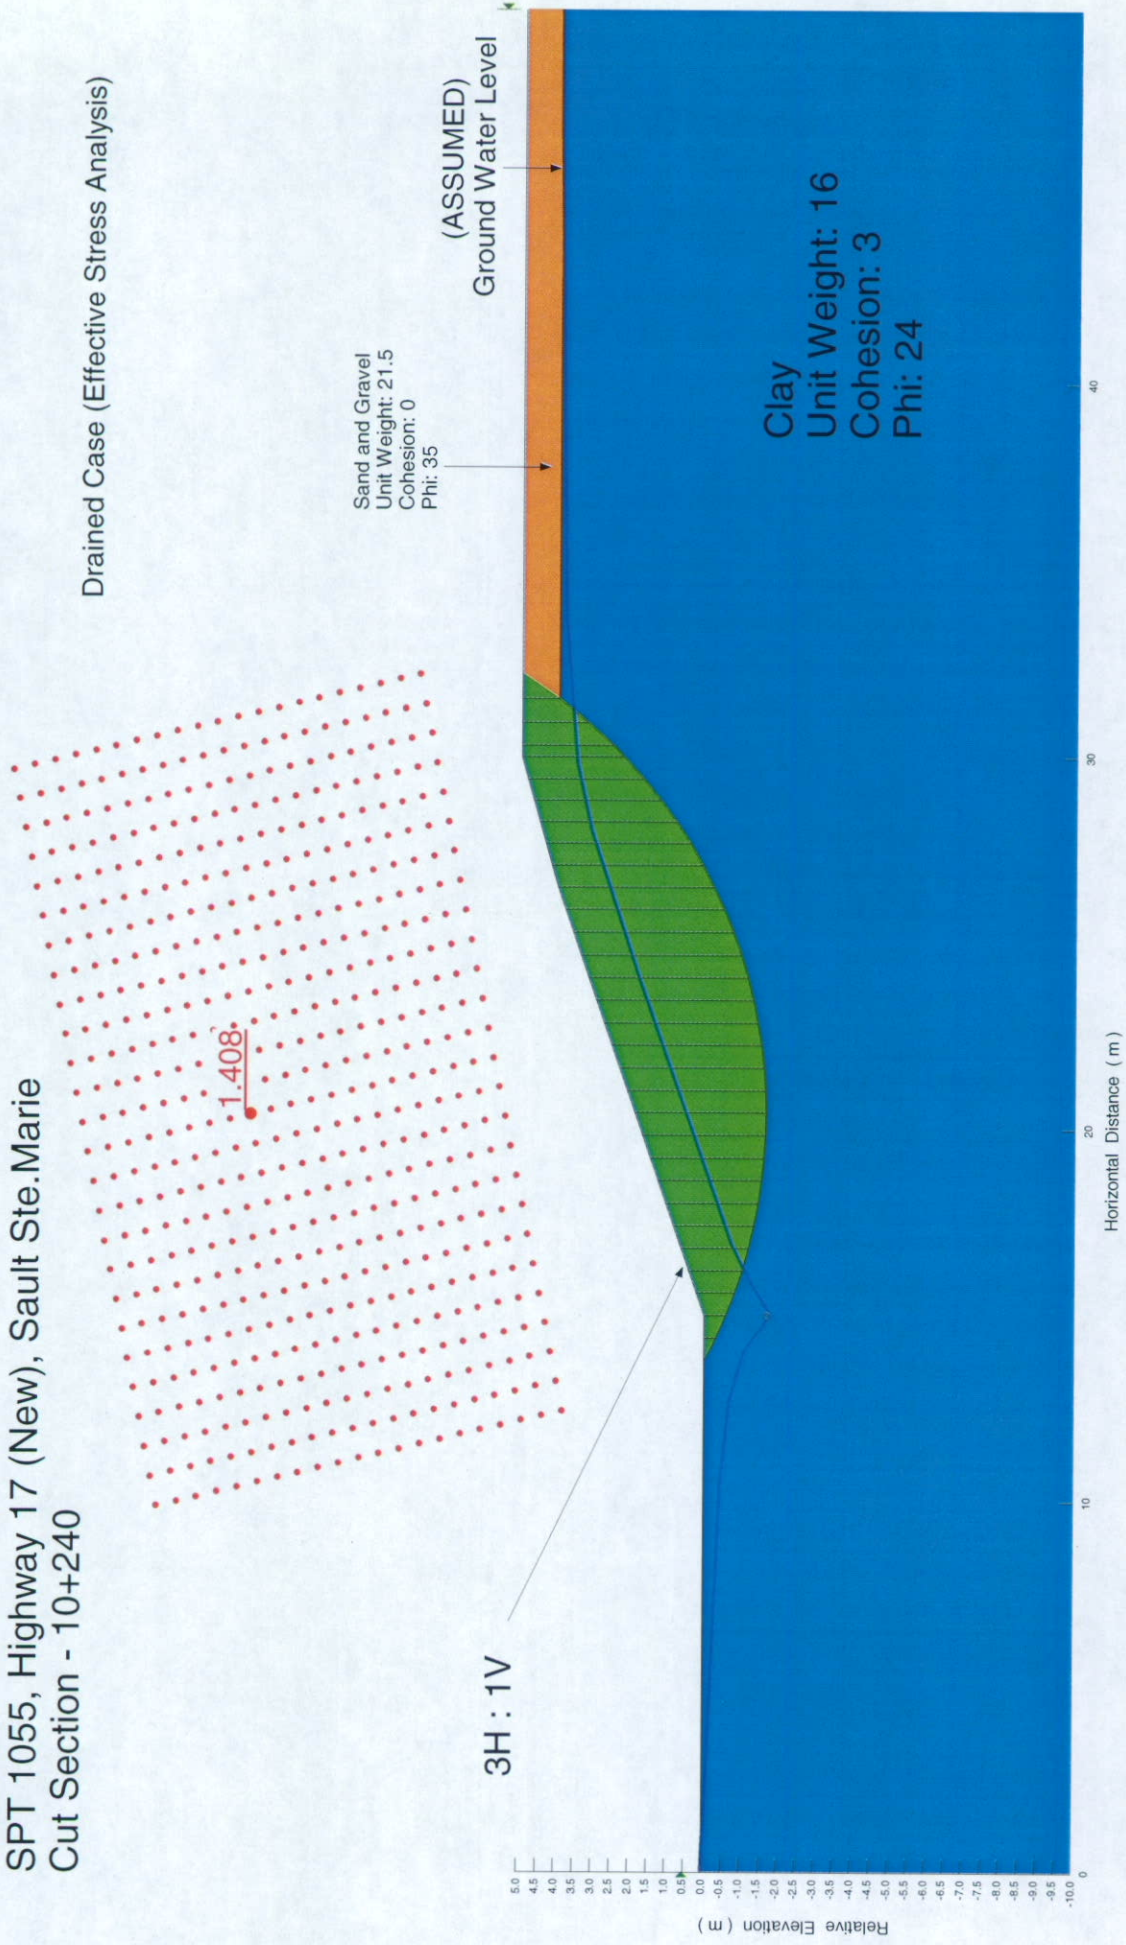 SPT 1055, Highway 17 (New), Sault Ste.Marie
Cut Section - 10+240
Drained Case (Effective Stress Analysis)
1.408
Sand and Gravel
Unit Weight: 21.5
Cohesion: 0
Phi: 35
(ASSUMED)
Ground Water Level
3H : 1V
Clay
Unit Weight: 16
Cohesion: 3
Phi: 24
5.0
4.5
4.0
3.5
3.0
2.5
2.0
1.5
1.0
0.5
0.0
-1.0
-1.5
-2.0
-2.5
-3.0
-3.5
-4.0
-4.5
-5.0
-5.5
-6.0
-6.5
-7.0
-7.5
-8.0
-8.5
-9.0
-9.5
-10.0
Relative Elevation ( m )
0
10
20
30
40
Horizontal Distance ( m )